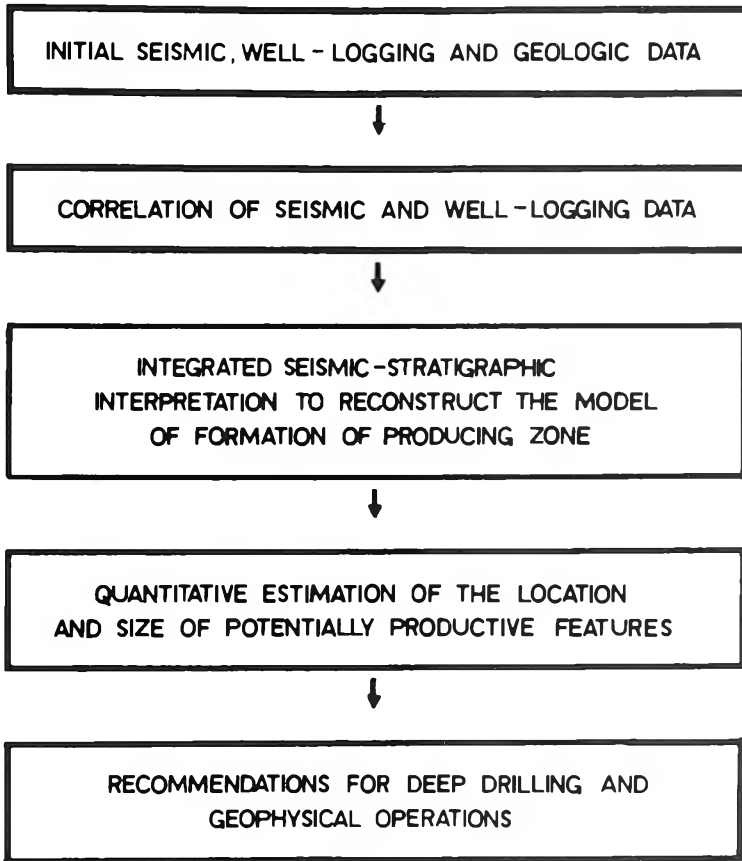 INITIAL SEISMIC, WELL-LOGGING AND GEOLOGIC DATA
CORRELATION OF SEISMIC AND WELL-LOGGING DATA
INTEGRATED SEISMIC-STRATIGRAPHIC
INTERPRETATION TO RECONSTRUCT THE MODEL
OF FORMATION OF PRODUCING ZONE
QUANTITATIVE ESTIMATION OF THE LOCATION
AND SIZE OF POTENTIALLY PRODUCTIVE FEATURES
RECOMMENDATIONS FOR DEEP DRILLING AND
GEOPHYSICAL OPERATIONS